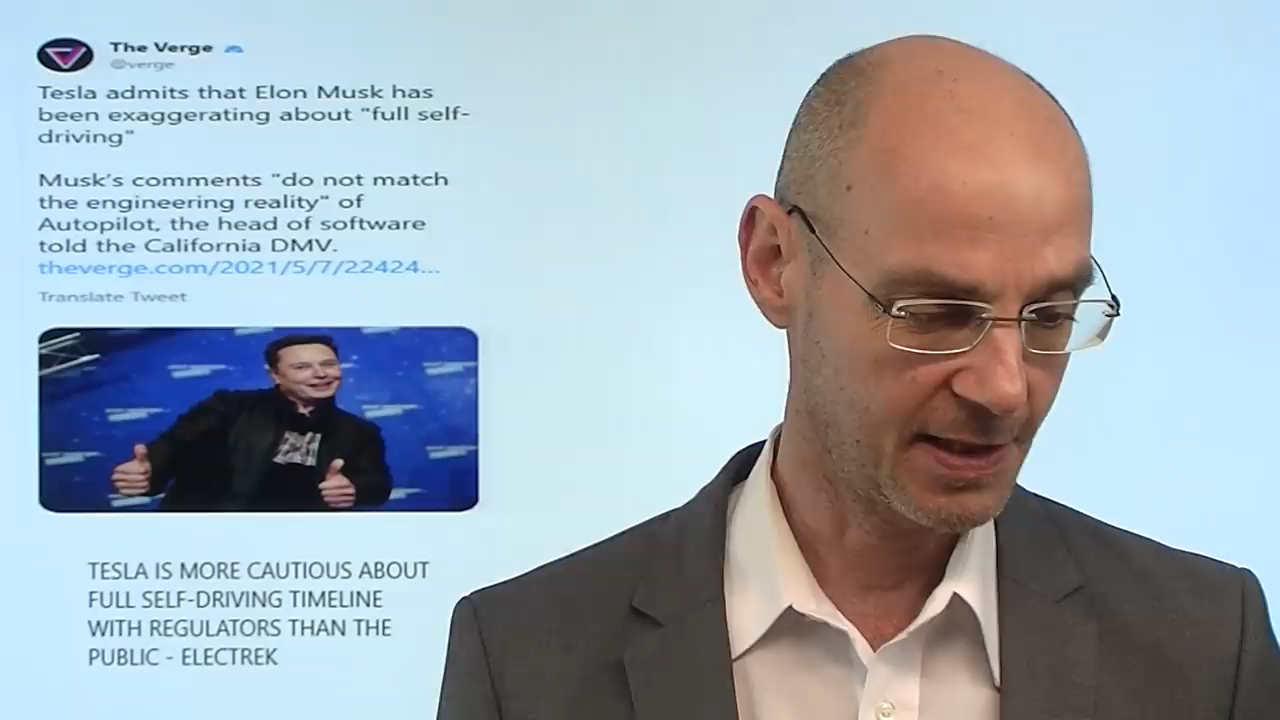 The Verge
@verge
Tesla admits that Elon Musk has
been exaggerating about "full self-
driving"
Musk's comments "do not match
the engineering reality" of
Autopilot, the head of software
told the California DMV.
theverge.com/2021/5/7/22424...
Translate Tweet
TESLA IS MORE CAUTIOUS ABOUT
FULL SELF-DRIVING TIMELINE
WITH REGULATORS THAN THE
PUBLIC - ELECTREK